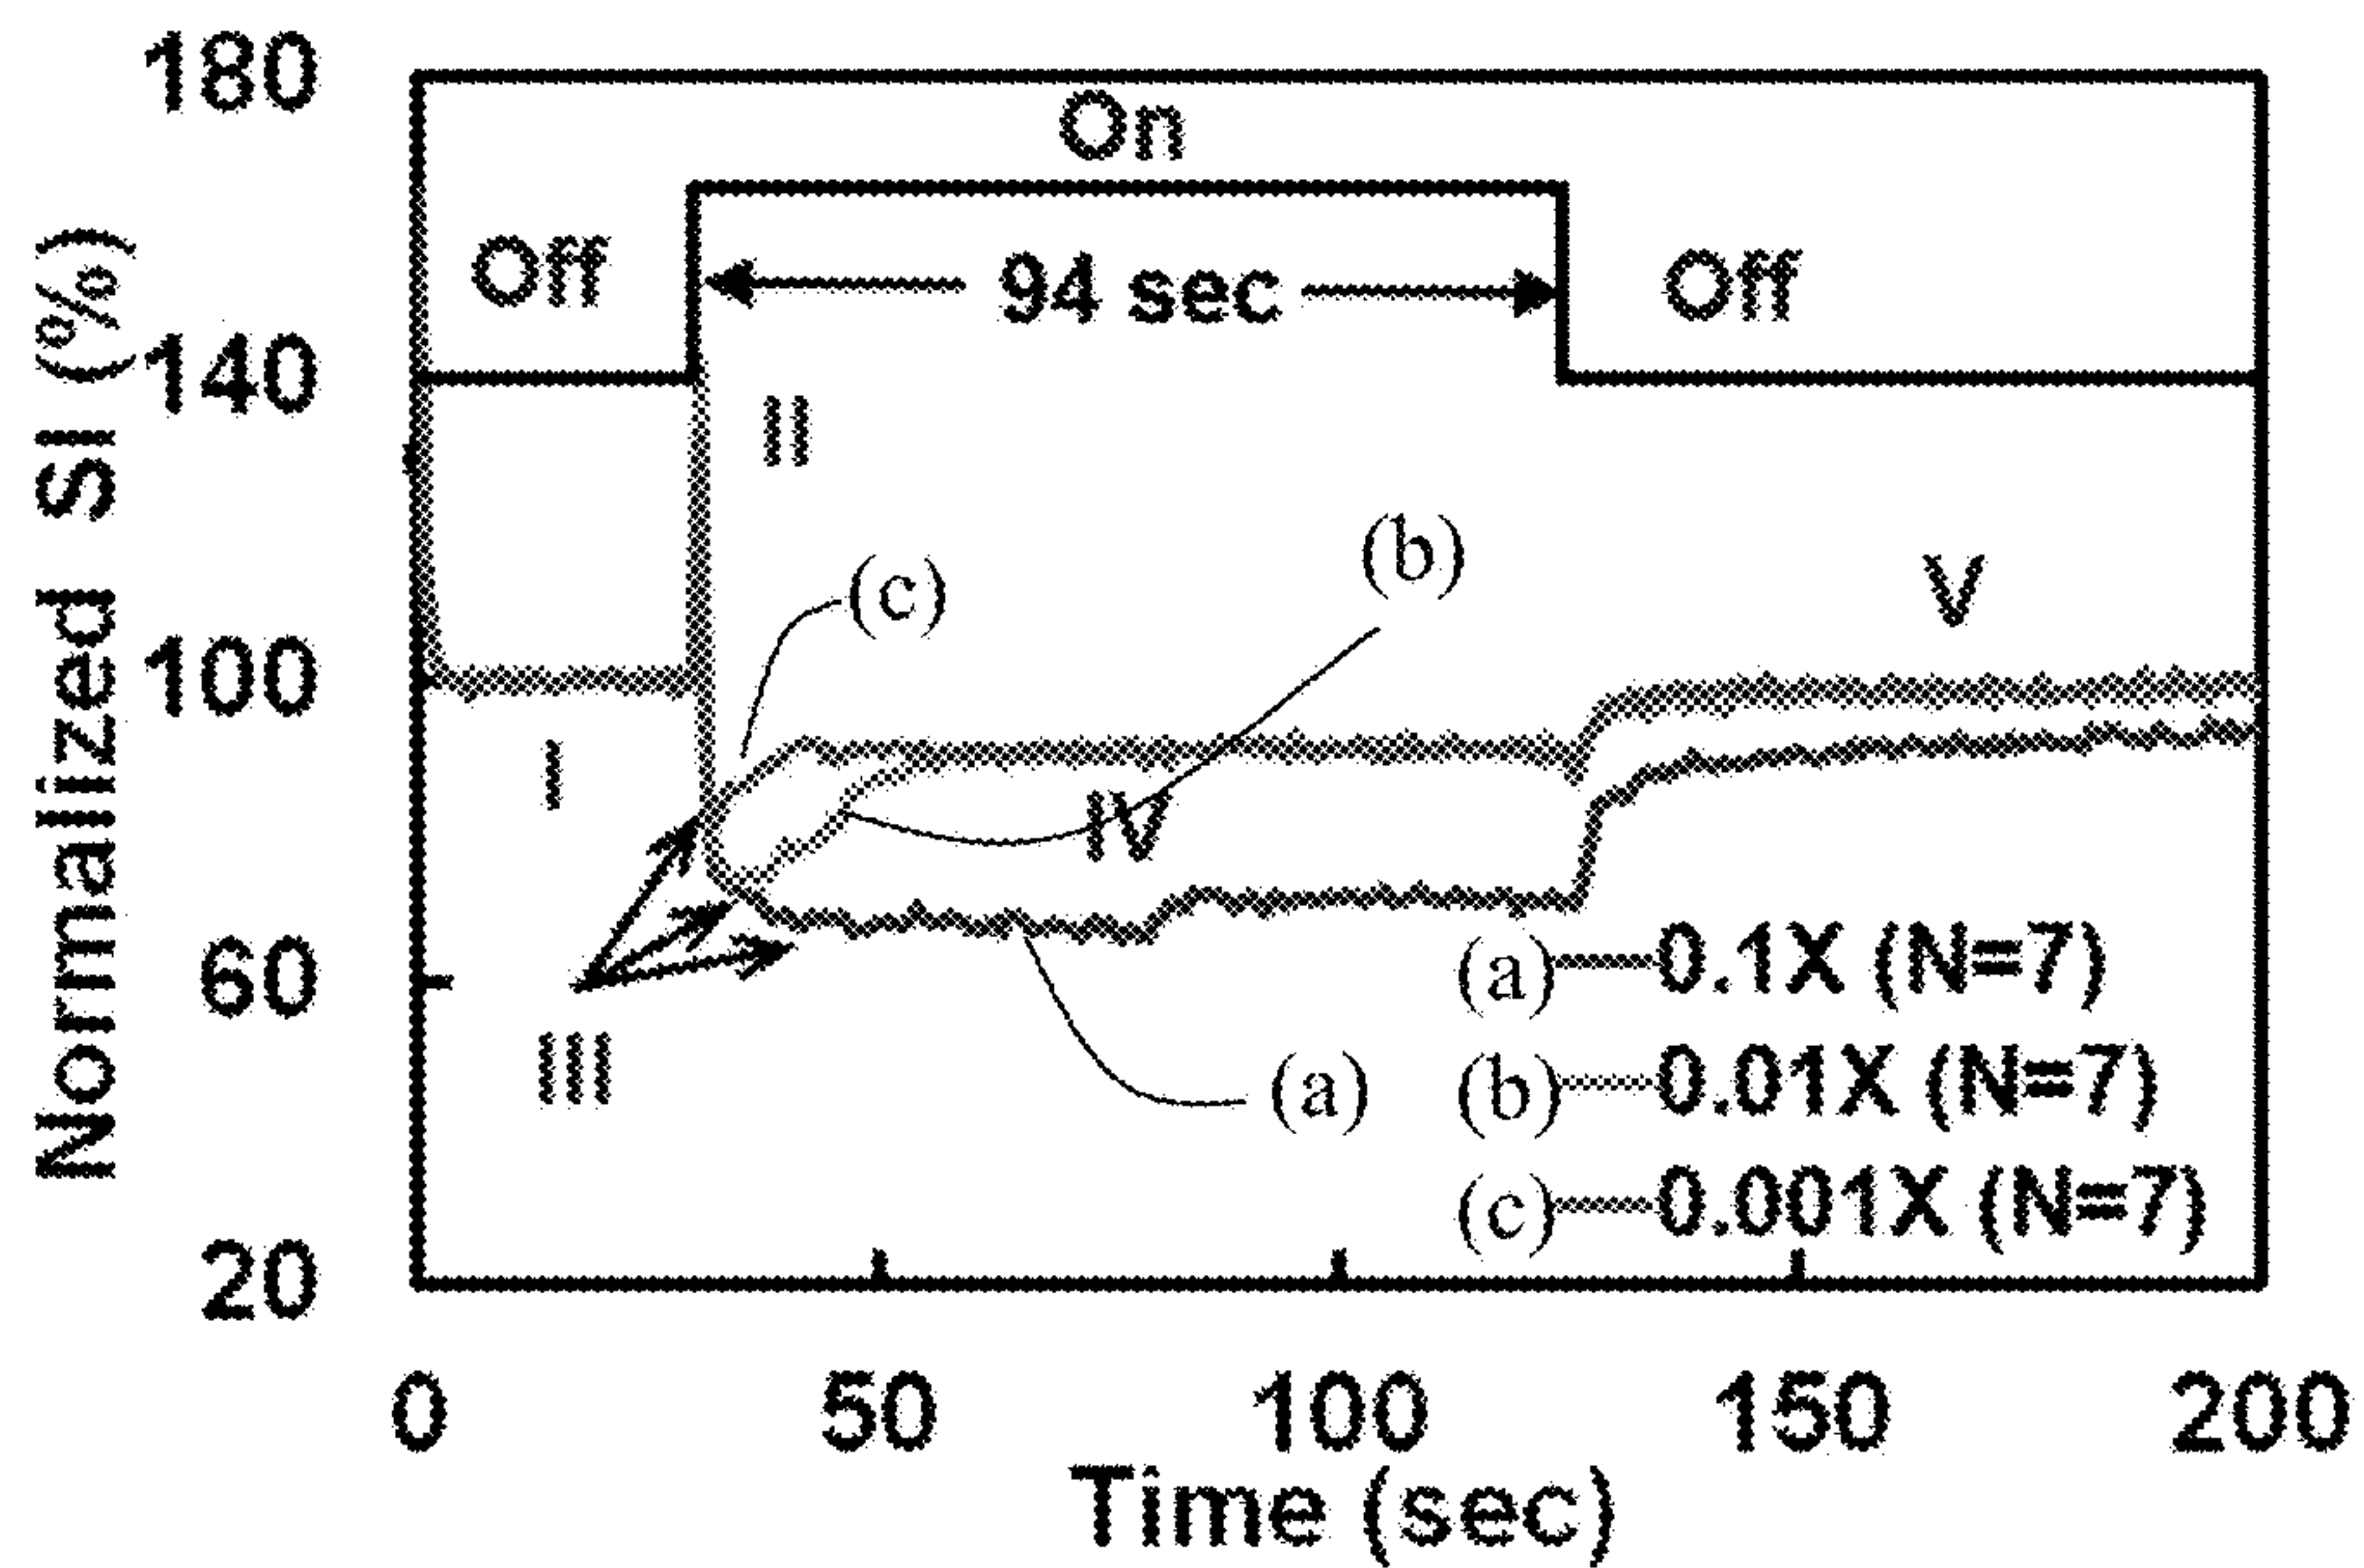 180
On
Off
94 sec
Off
140
II
(b)
(c)
V
100
I
IV
(a) 0.1X (N=7)
60
III
(a)
(b) 0.01X (N=7)
(c) 0.001X (N=7)
20
0 50 100 150 200
Time (sec)
Normalized SI (%)